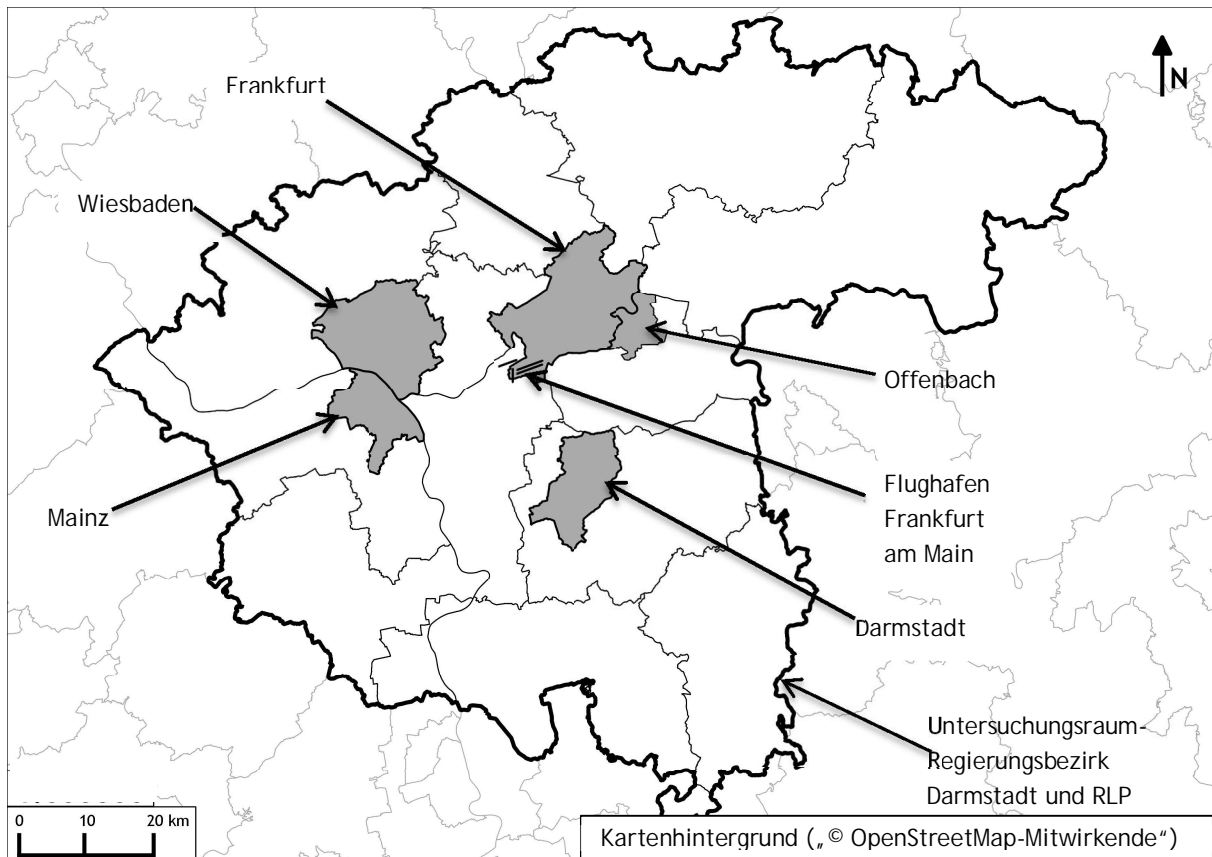 Frankfurt
N
Wiesbaden
Offenbach
Flughafen
Frankfurt
am Main
Mainz
Darmstadt
Untersuchungsraum-
Regierungsbezirk
Darmstadt und RLP
0 10 20 km
Kartenhintergrund („© OpenStreetMap-Mitwirkende“)